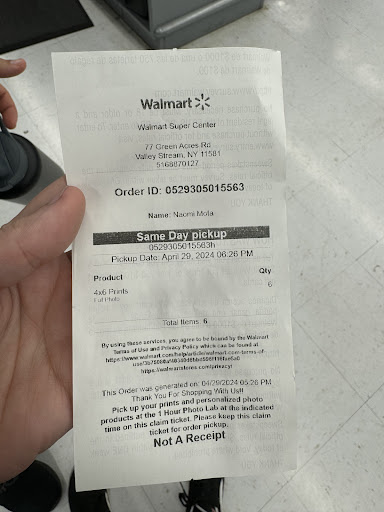 Walmart
Walmart Super Center
77 Green Acres Rd
Valley Stream, NY 11581
5168870127
Order ID: 0529305015563
Name: Naomi Mota
Same Day pickup
0529305015563h
Pickup Date: April 29, 2024 06:26 PM
Product Qty
4x6 Prints 6
Full Photo
Total Items: 6
By using these services, you agree to be bound by the Walmart
Terms of Use and Privacy Policy which can be found at
https://www.walmart.com/help/article/walmart-com-terms-of-
https://walmartstores.com/privacy/
This Order was generated on: 04/29/2024 05:26 PM
Thank You For Shopping With Us!!
Pick up your prints and personalized photo
products at the 1 Hour Photo Lab at the indicated
time on this claim ticket. Please keep this claim
ticket for order pickup.
Not A Receipt